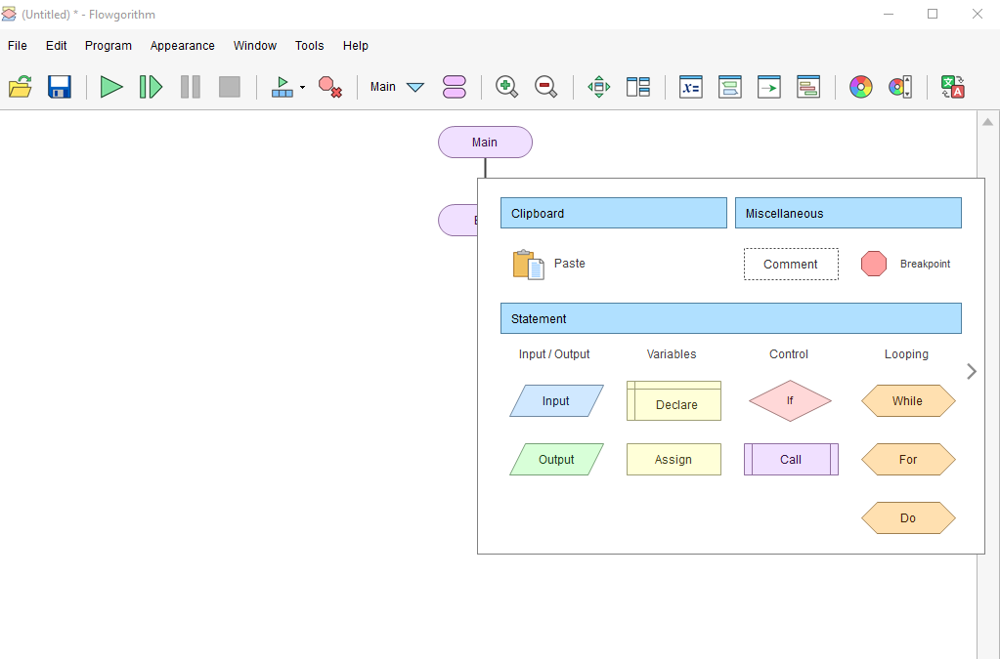 (Untitled) * - Flowgorithm
File Edit Program Appearance Window Tools Help
Main
Main
Clipboard Miscellaneous
Paste Comment Breakpoint
Statement
Input / Output Variables Control Looping
Input Declare If While
Output Assign Call For
Do